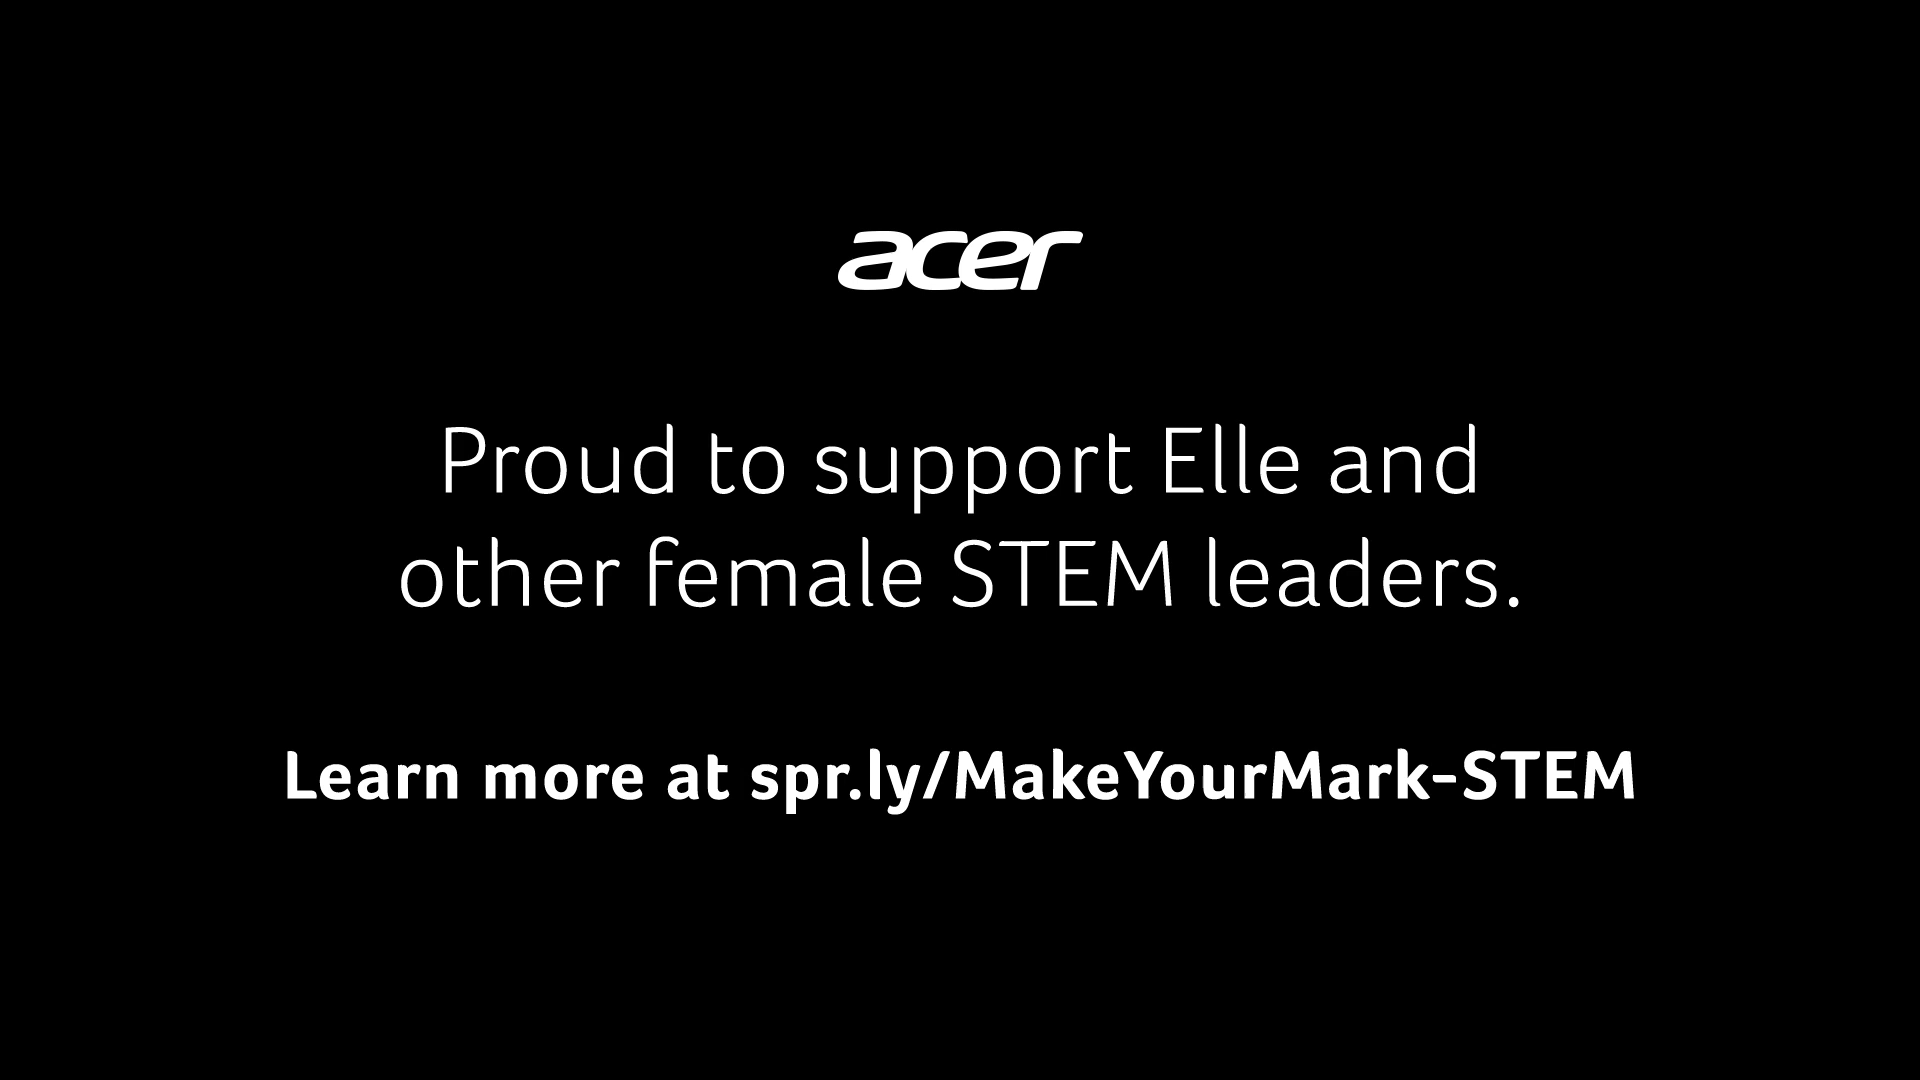 acer
Proud to support Elle and
other female STEM leaders.
Learn more at spr.ly/MakeYourMark-STEM